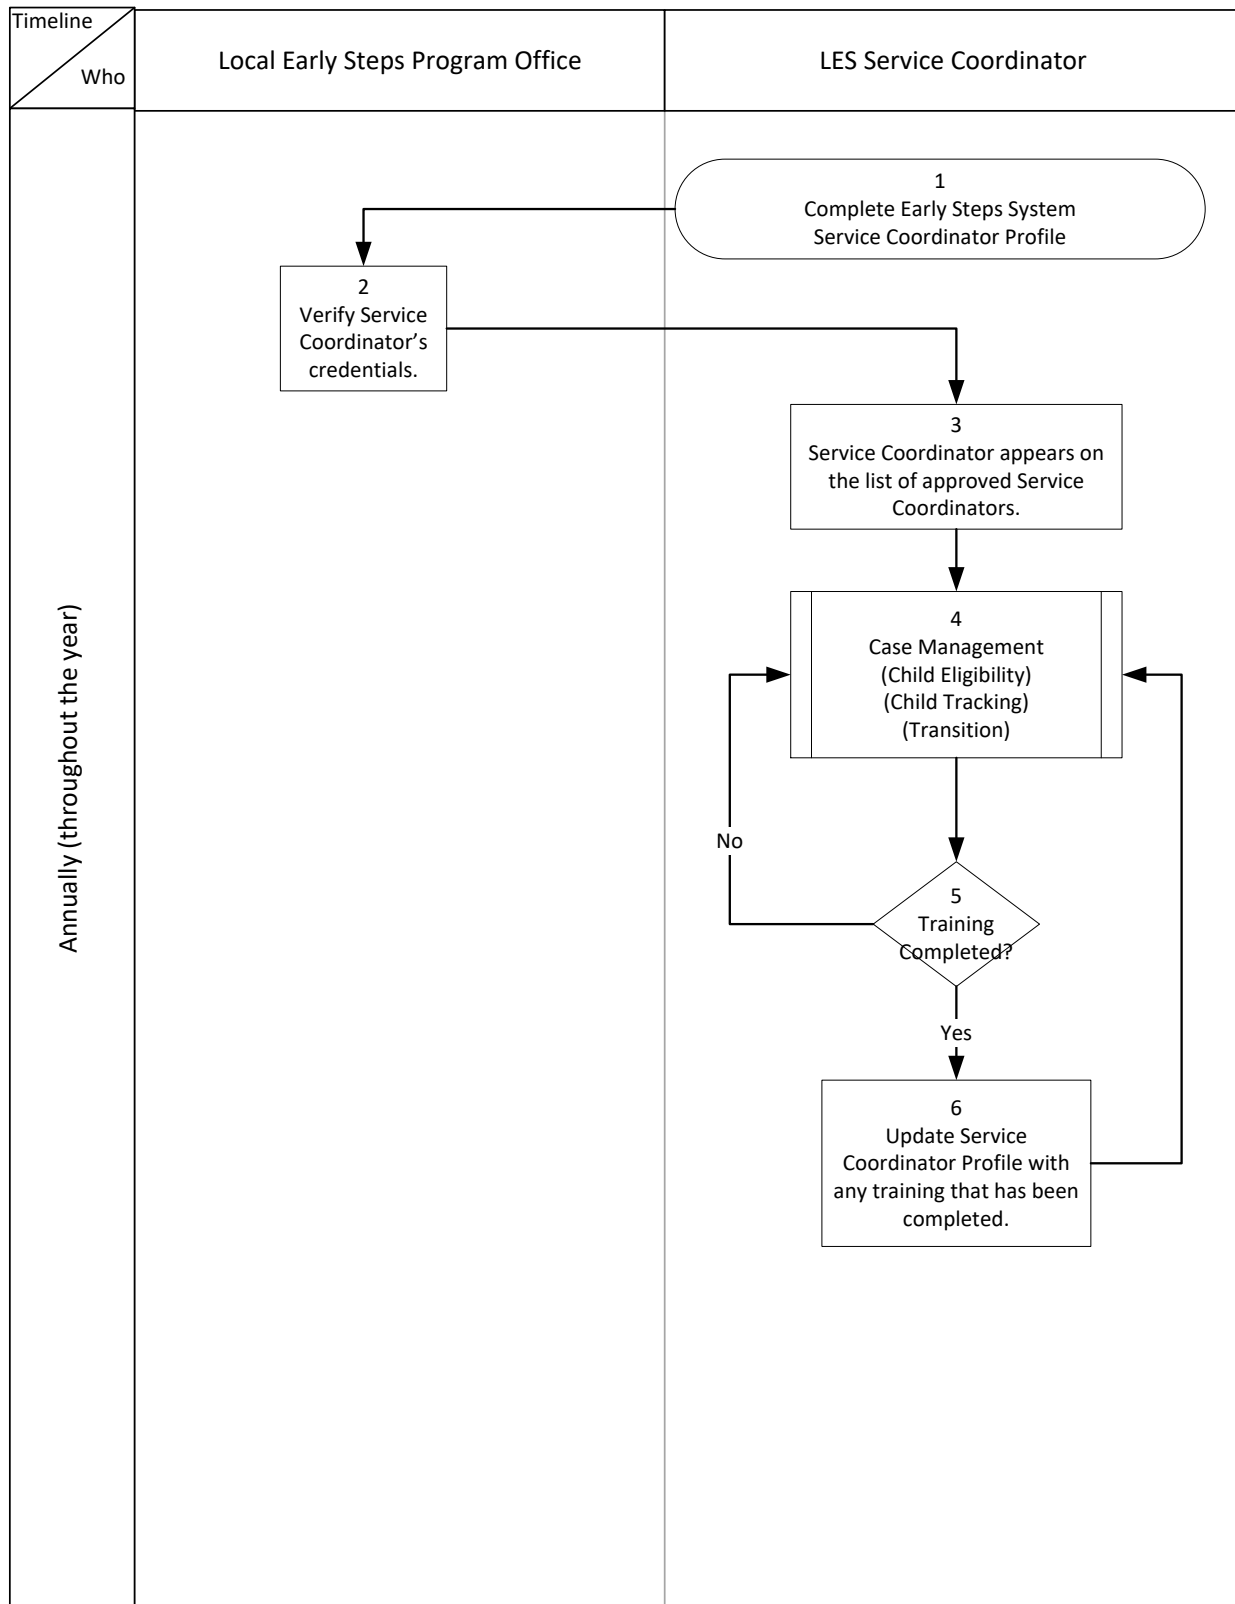 Timeline
Who
Local Early Steps Program Office
LES Service Coordinator
Annually (throughout the year)
1
Complete Early Steps System
Service Coordinator Profile
2
Verify Service
Coordinator’s
credentials.
3
Service Coordinator appears on
the list of approved Service
Coordinators.
4
Case Management
(Child Eligibility)
(Child Tracking)
(Transition)
No
5
Training
Completed?
Yes
6
Update Service
Coordinator Profile with
any training that has been
completed.